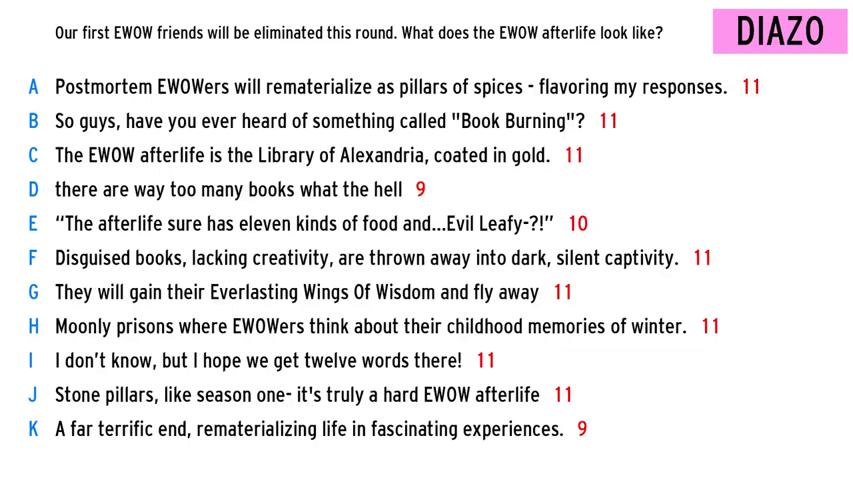 Our first EWOW friends will be eliminated this round. What does the EWOW afterlife look like?
DIAZO
A Postmortem EWOWers will rematerialize as pillars of spices - flavoring my responses. 11
B So guys, have you ever heard of something called "Book Burning"? 11
C The EWOW afterlife is the Library of Alexandria, coated in gold. 11
D there are way too many books what the hell 9
E “The afterlife sure has eleven kinds of food and...Evil Leafy-?!” 10
F Disguised books, lacking creativity, are thrown away into dark, silent captivity. 11
G They will gain their Everlasting Wings Of Wisdom and fly away 11
H Moonly prisons where EWOWers think about their childhood memories of winter. 11
I I don’t know, but I hope we get twelve words there! 11
J Stone pillars, like season one- it's truly a hard EWOW afterlife 11
K A far terrific end, rematerializing life in fascinating experiences. 9